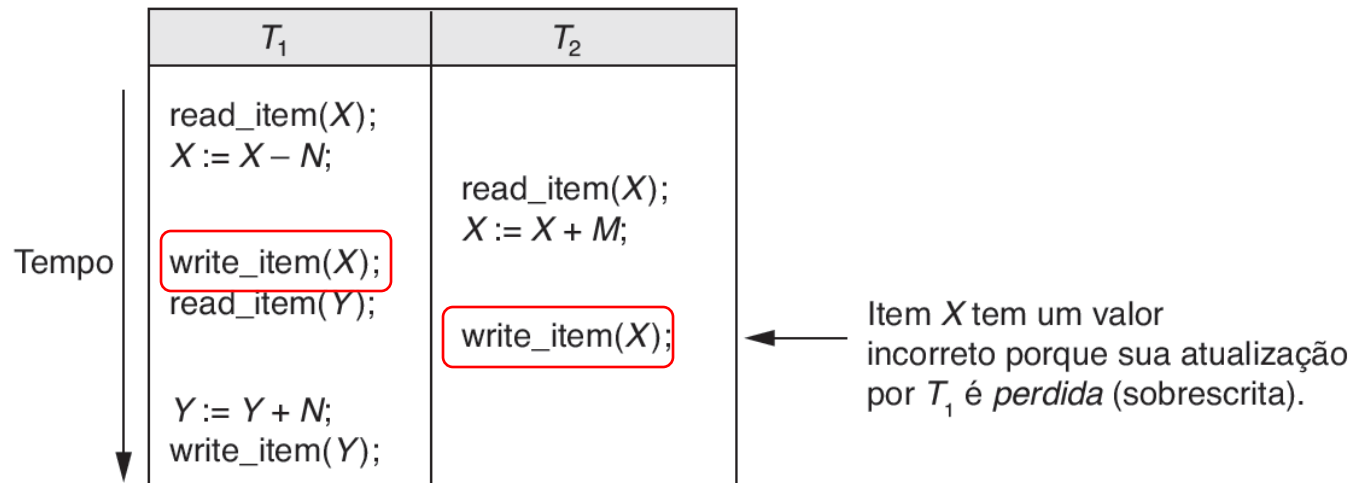 T₁ T₂
read_item(X);
X := X – N;
read_item(X);
X := X + M;
Tempo
write_item(X);
read_item(Y);
write_item(X);
Item X tem um valor
incorreto porque sua atualização
por T₁ é perdida (sobrescrita).
Y := Y + N;
write_item(Y);